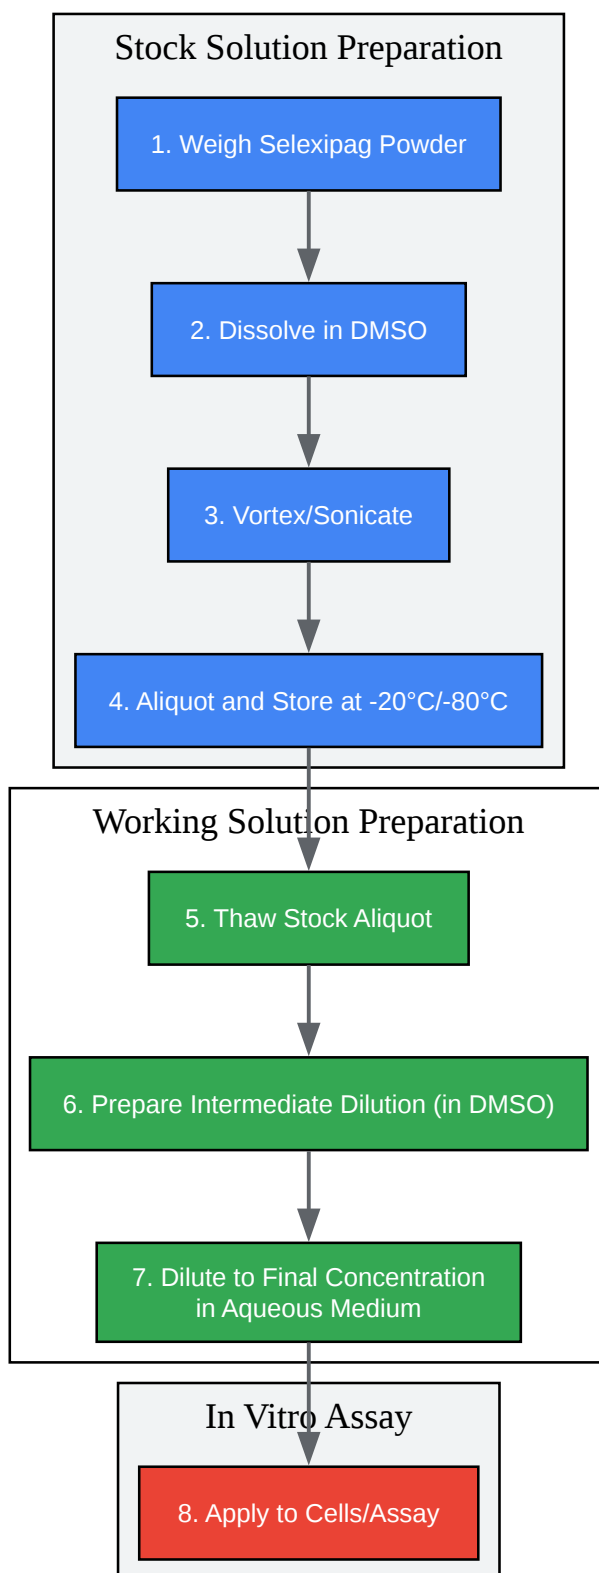 Stock Solution Preparation
1. Weigh Selexipag Powder
2. Dissolve in DMSO
3. Vortex/Sonicate
4. Aliquot and Store at -20°C/-80°C
Working Solution Preparation
5. Thaw Stock Aliquot
6. Prepare Intermediate Dilution (in DMSO)
7. Dilute to Final Concentration
in Aqueous Medium
In Vitro Assay
8. Apply to Cells/Assay